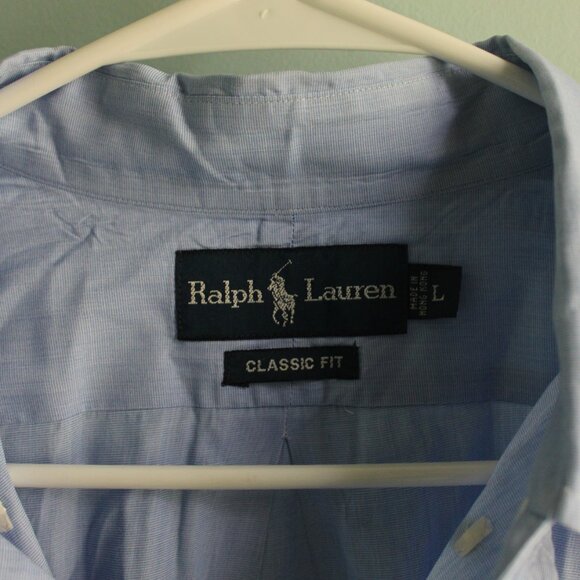 Ralph Lauren
MADE IN
HONG KONG
L
CLASSIC FIT